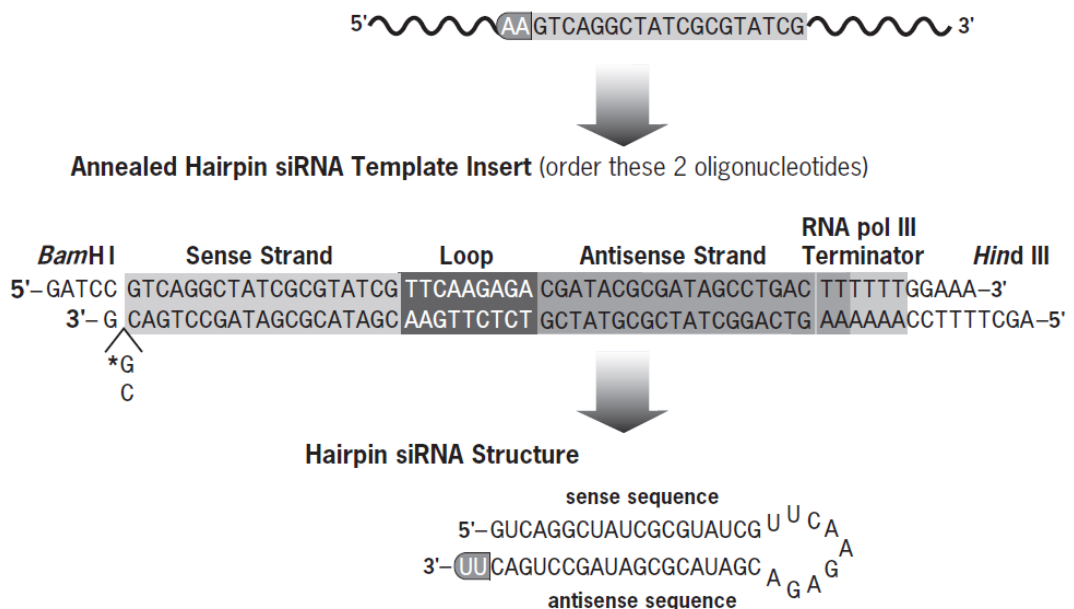 5' AA GTCAGGCTATCGCGTATCG 3'
Annealed Hairpin siRNA Template Insert (order these 2 oligonucleotides)
RNA pol III
BamH I Sense Strand Loop Antisense Strand Terminator Hind III
5'–GATCC GTCAGGCTATCGCGTATCG TTCAAGAGA CGATACGCGATAGCCTGAC TTTTTTGGAAA–3'
3'–G CAGTCCGATAGCGCATAGC AAGTTCTCT GCTATGCGCTATCGGACTG AAAAAACCTTTTCGA–5'
*G
C
Hairpin siRNA Structure
sense sequence
5'–GUCAGGCUAUCGCGUAUCG UUCAAGAGA
3'–UUCAGUCCGAUAGCGCAUAGC
antisense sequence